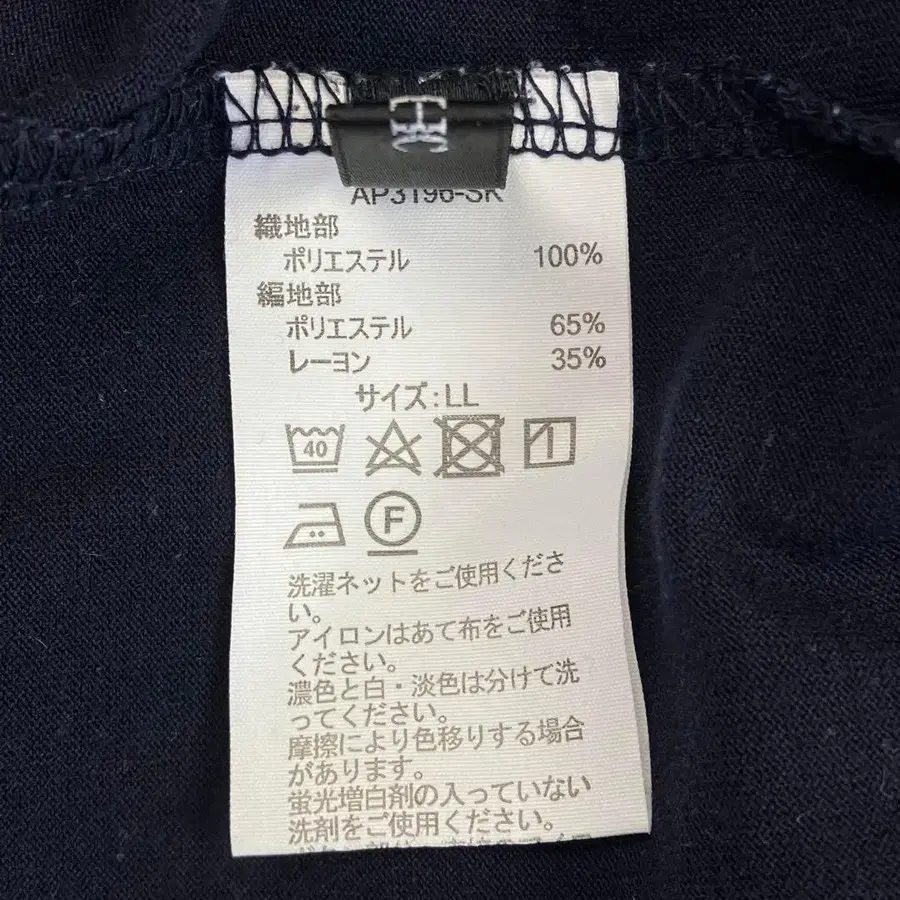 AP3196-SK
織地部
ポリエステル 100%
編地部
ポリエステル 65%
レーヨン 35%
サイズ:LL
40
F
洗濯ネットをご使用くださ
い。
アイロンはあて布をご使用
ください。
濃色と白・淡色は分けて洗
ってください。
摩擦により色移りする場合
があります。
蛍光増白剤の入っていない
洗剤をご使用ください。